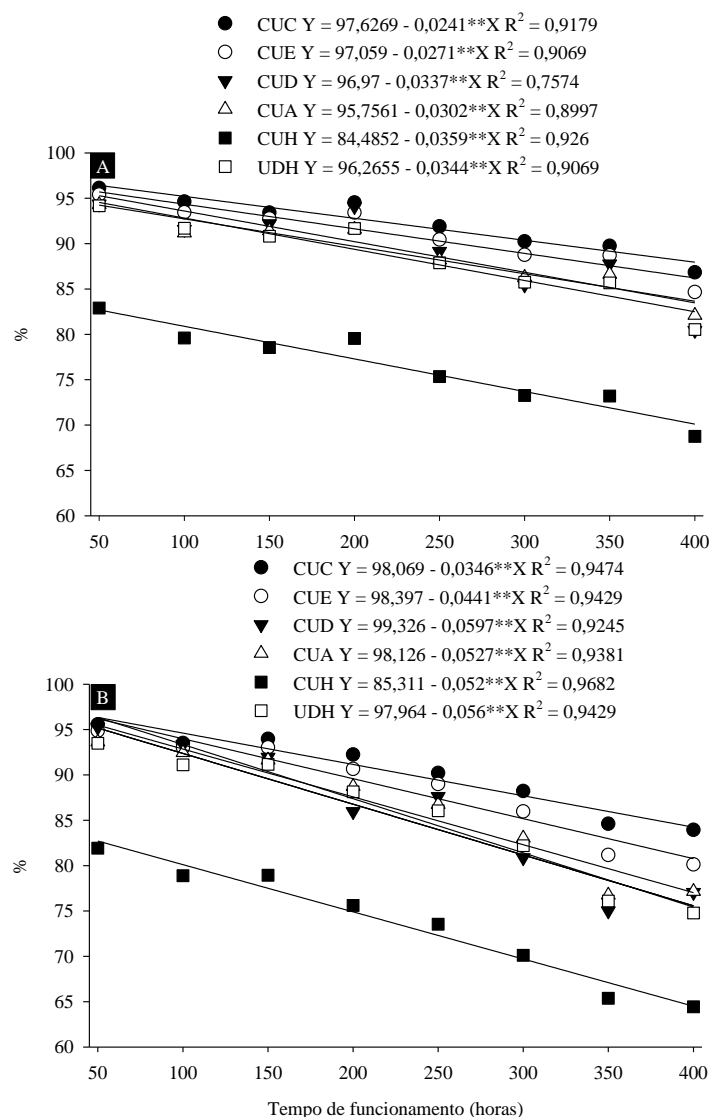 CUC Y = 97,6269 - 0,0241**X R² = 0,9179
CUE Y = 97,059 - 0,0271**X R² = 0,9069
CUD Y = 96,97 - 0,0337**X R² = 0,7574
CUA Y = 95,7561 - 0,0302**X R² = 0,8997
CUH Y = 84,4852 - 0,0359**X R² = 0,926
UDH Y = 96,2655 - 0,0344**X R² = 0,9069
A
100
95
90
85
80
75
70
65
60
%
50 100 150 200 250 300 350 400
CUC Y = 98,069 - 0,0346**X R² = 0,9474
CUE Y = 98,397 - 0,0441**X R² = 0,9429
CUD Y = 99,326 - 0,0597**X R² = 0,9245
CUA Y = 98,126 - 0,0527**X R² = 0,9381
CUH Y = 85,311 - 0,052**X R² = 0,9682
UDH Y = 97,964 - 0,056**X R² = 0,9429
B
100
95
90
85
80
75
70
65
60
%
50 100 150 200 250 300 350 400
Tempo de funcionamento (horas)